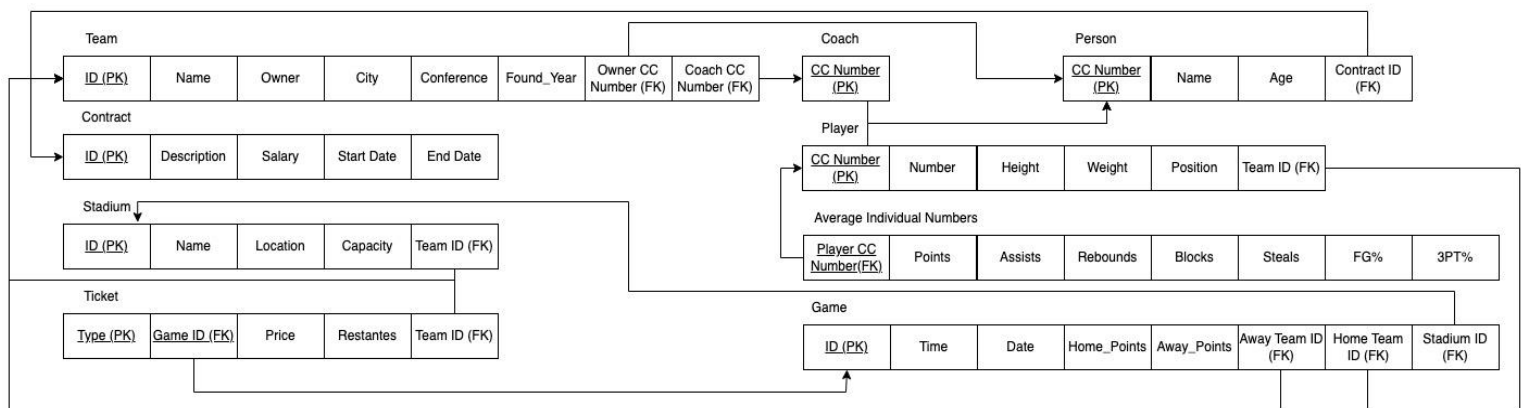 Team
ID (PK) Name Owner City Conference Found_Year Owner CC Number (FK) Coach CC Number (FK)
Coach
CC Number (PK)
Person
CC Number (PK) Name Age Contract ID (FK)
Contract
ID (PK) Description Salary Start Date End Date
Player
CC Number (PK) Number Height Weight Position Team ID (FK)
Stadium
ID (PK) Name Location Capacity Team ID (FK)
Average Individual Numbers
Player CC Number(FK) Points Assists Rebounds Blocks Steals FG% 3PT%
Ticket
Type (PK) Game ID (FK) Price Restantes Team ID (FK)
Game
ID (PK) Time Date Home_Points Away_Points Away Team ID (FK) Home Team ID (FK) Stadium ID (FK)